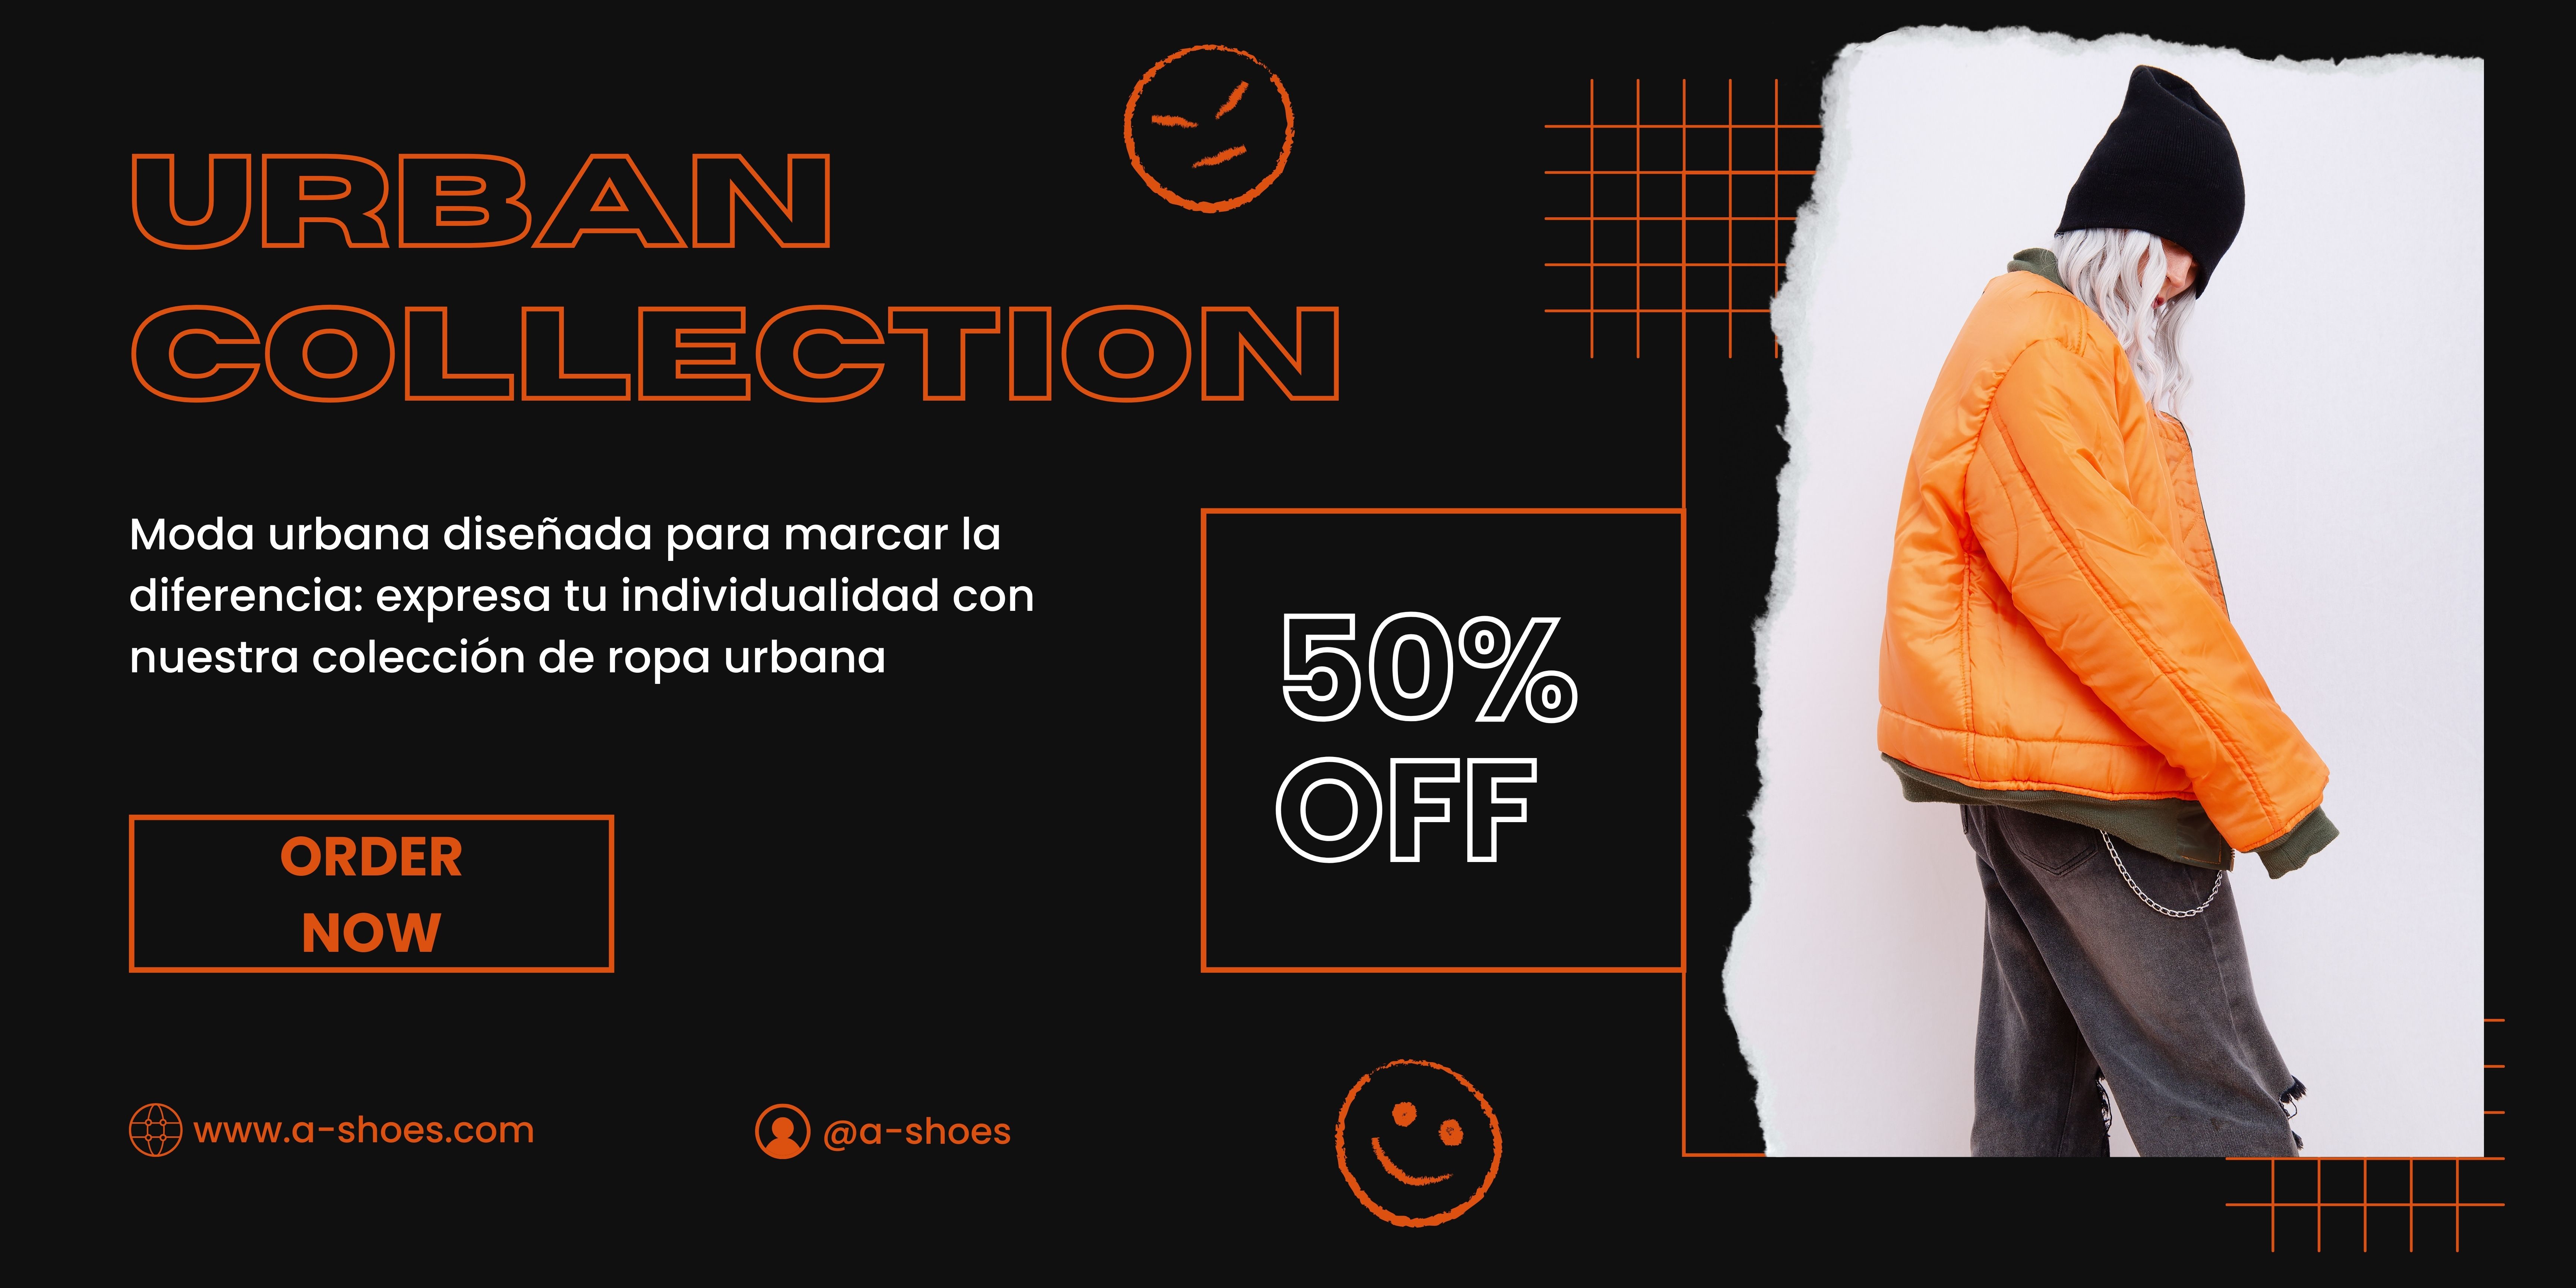 URBAN
COLLECTION
Moda urbana diseñada para marcar la
diferencia: expresa tu individualidad con
nuestra colección de ropa urbana
50%
OFF
ORDER
NOW
www.a-shoes.com
@a-shoes